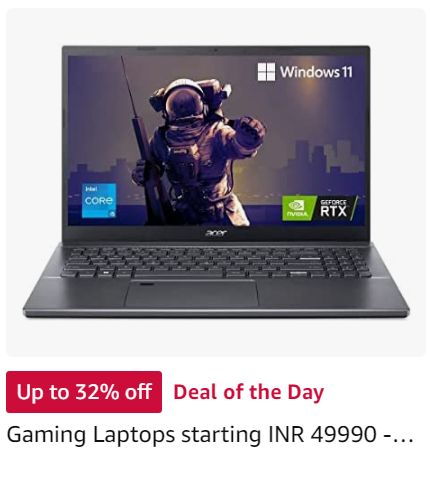 Windows 11
intel
CORE
i5
NVIDIA
GEFORCE
RTX
acer
Up to 32% off
Deal of the Day
Gaming Laptops starting INR 49990 -...